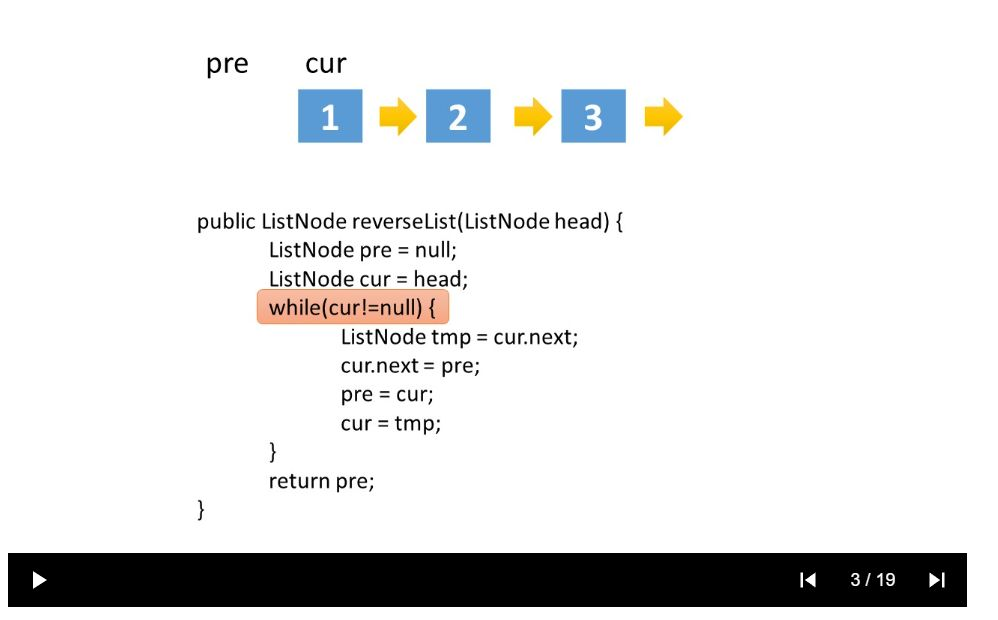 pre cur
1 2 3
public ListNode reverseList(ListNode head) {
ListNode pre = null;
ListNode cur = head;
while(cur!=null) {
ListNode tmp = cur.next;
cur.next = pre;
pre = cur;
cur = tmp;
}
return pre;
}
3 / 19